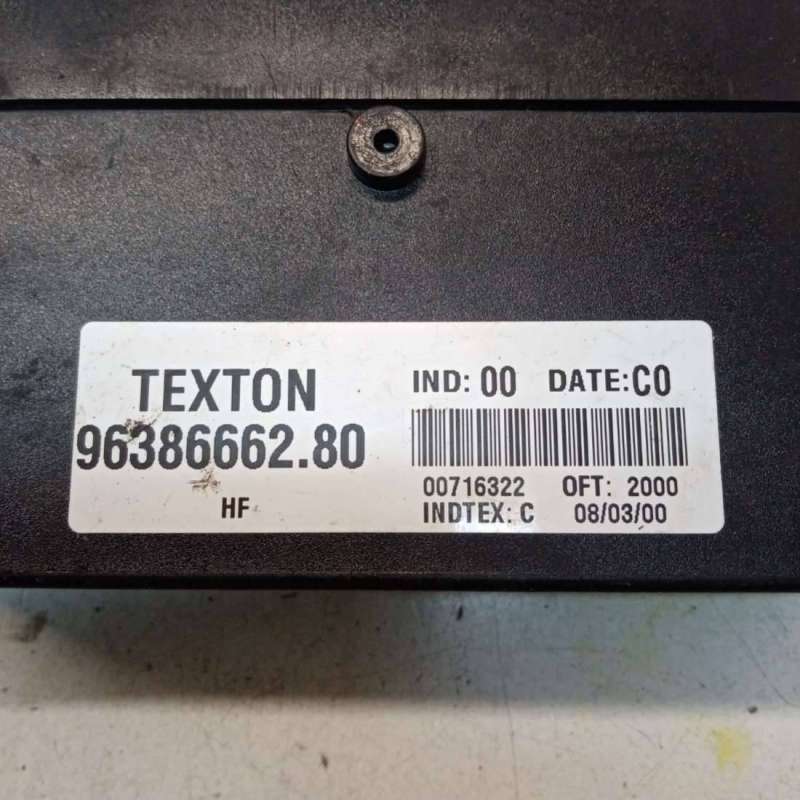 TEXTON
96386662.80
HF
IND: 00 DATE:C0
00716322 OFT: 2000
INDTEX: C 08/03/00